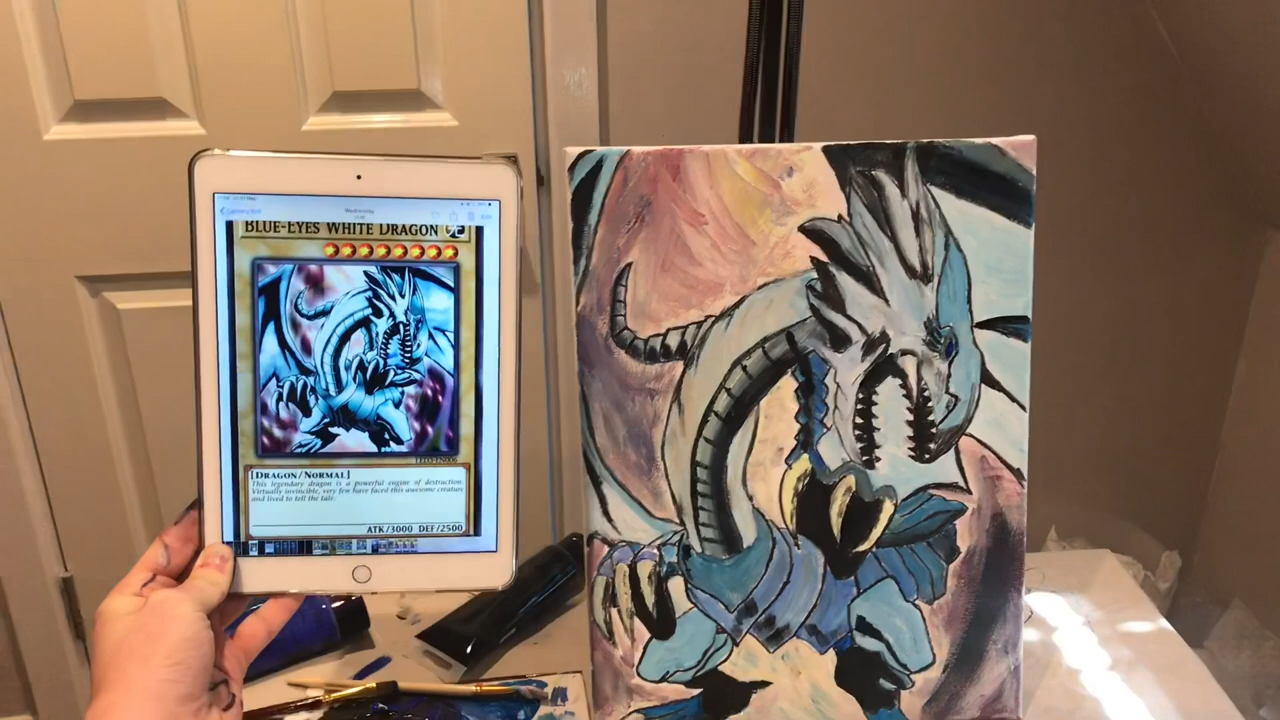 BLUE-EYES WHITE DRAGON
[DRAGON/NORMAL]
This legendary dragon is a powerful engine of destruction.
Virtually invincible, very few have faced this awesome creature
and lived to tell the tale.
ATK/3000 DEF/2500